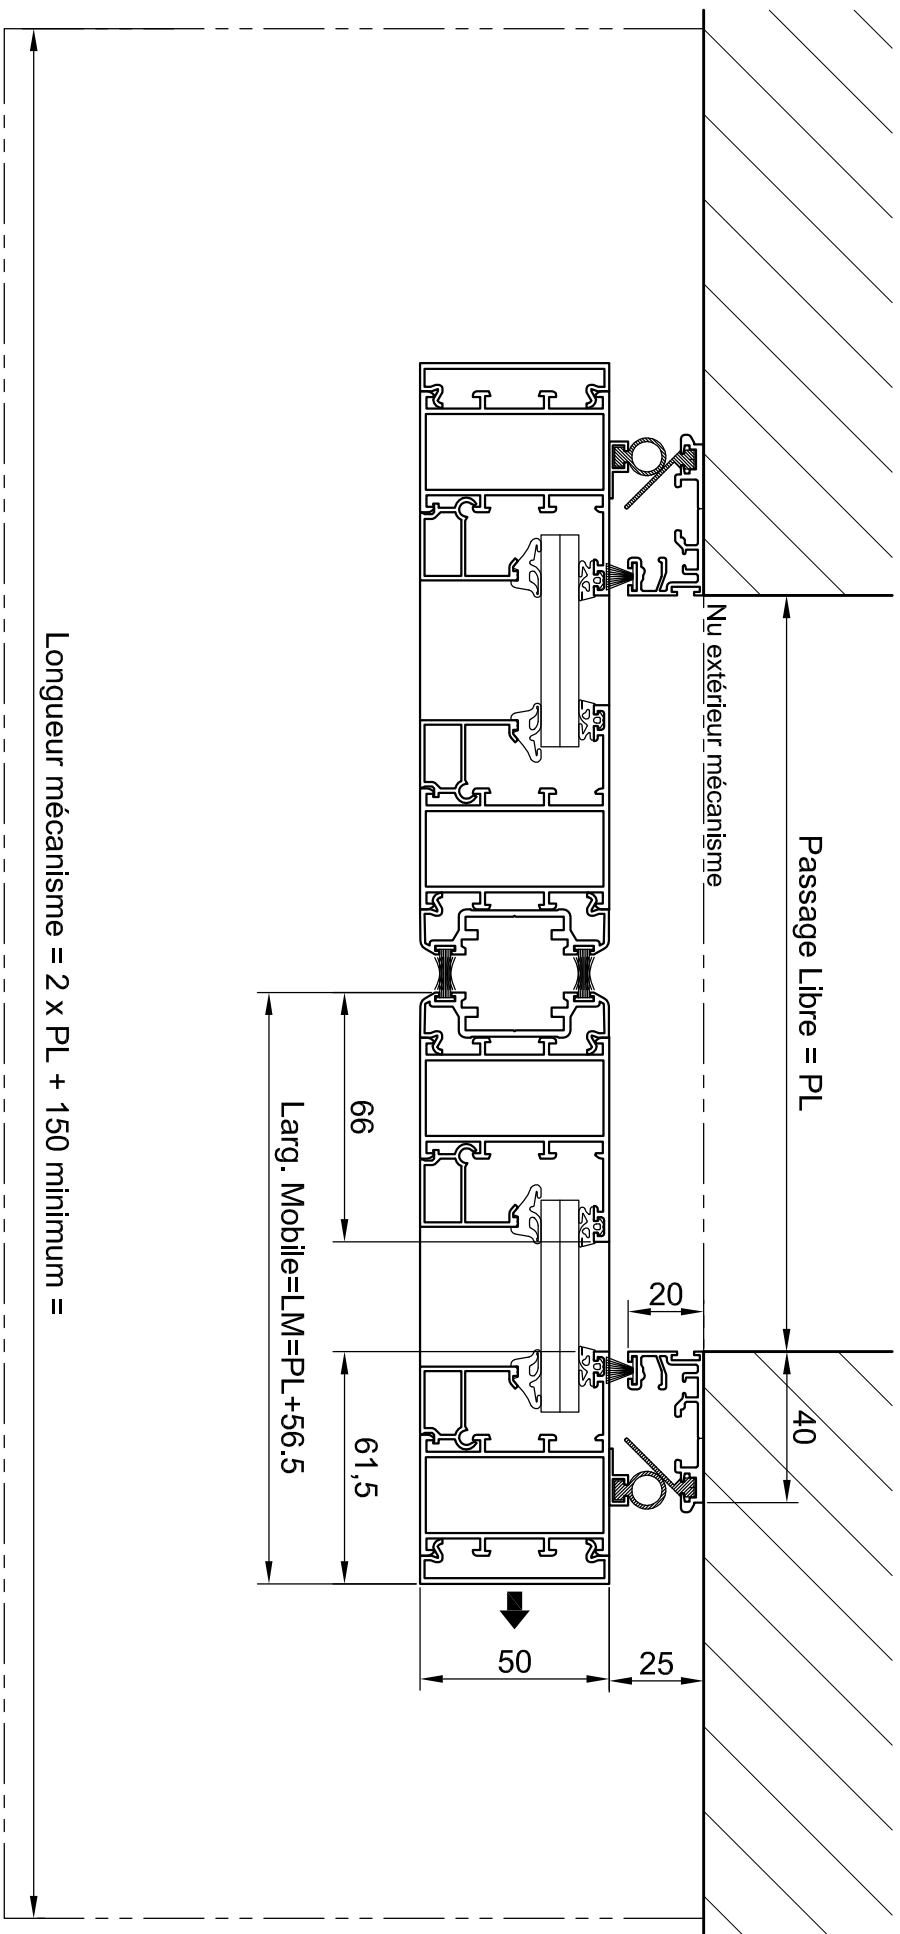 Passage Libre = PL
40
Nu extérieur mécanisme
20
25
50
66
61,5
Larg. Mobile=LM=PL+56.5
Longueur mécanisme = 2 x PL + 150 minimum =